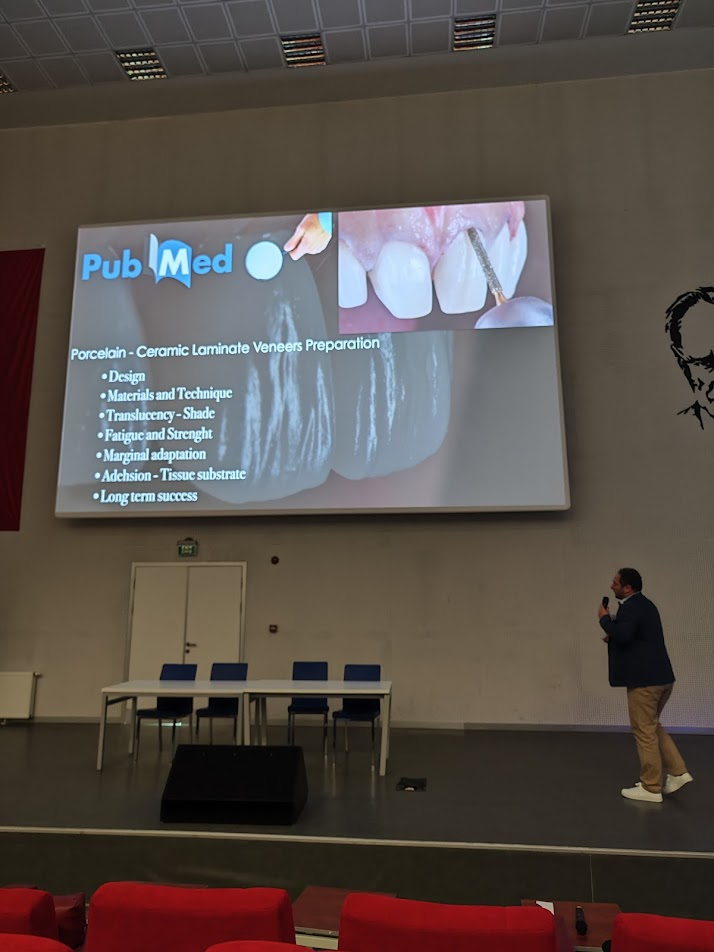 PubMed
Porcelain - Ceramic Laminate Veneers Preparation
• Design
• Materials and Technique
• Translucency - Shade
• Fatigue and Strenght
• Marginal adaptation
• Adehsion - Tissue substrate
• Long term success
EXIT